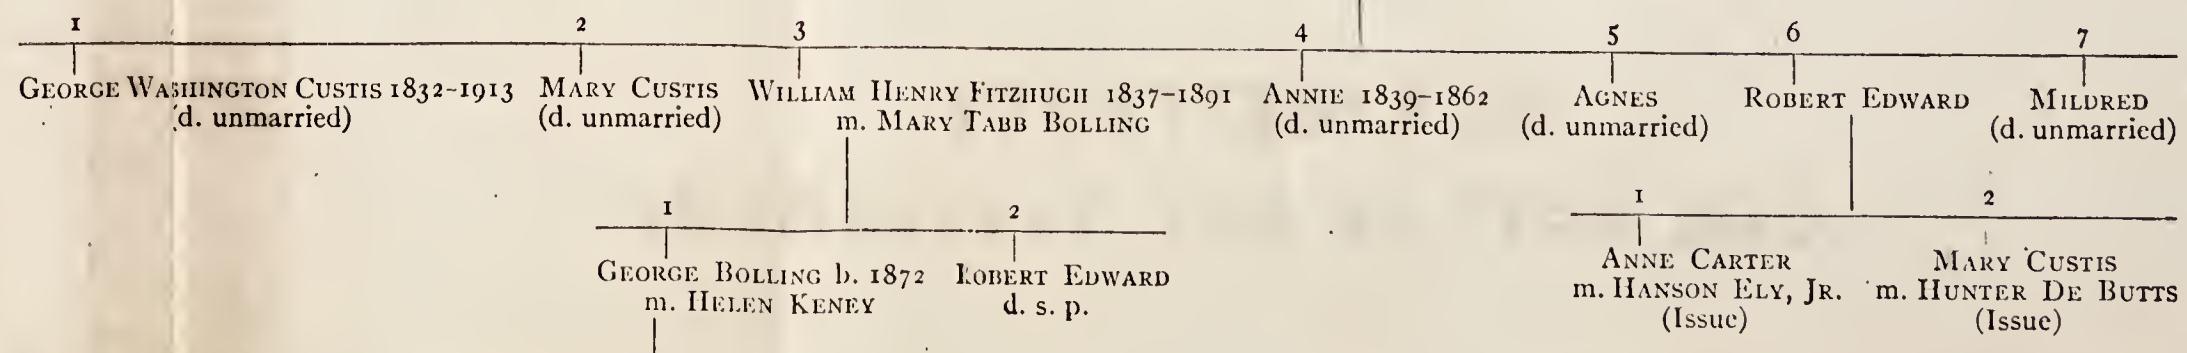 1 2 3 4 5 6 7
GEORGE WASHINGTON CUSTIS 1832-1913 MARY CUSTIS WILLIAM HENRY FITZHUGH 1837-1891 ANNIE 1839-1862 AGNES ROBERT EDWARD MILDRED
(d. unmarried) (d. unmarried) m. MARY TABB BOLLING (d. unmarried) (d. unmarried) (d. unmarried)
1 2 1 2
GEORGE BOLLING b. 1872 ROBERT EDWARD ANNE CARTER MARY CUSTIS
m. HELEN KENEY d. s. p. m. HANSON ELY, JR. m. HUNTER DE BUTTS
(Issue) (Issue)